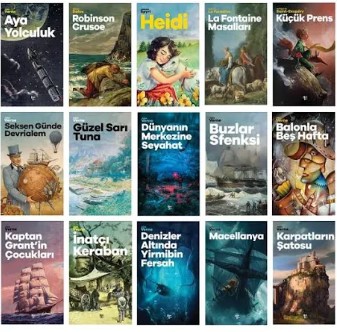 Aya
Yolculuk
Robinson
Crusoe
Heidi
La Fontaine
Masalları
Küçük Prens
Seksen Günde
Devrialem
Güzel Sarı
Tuna
Dünyanın
Merkezine
Seyahat
Buzlar
Sfenksi
Balonla
Beş Hafta
Kaptan
Grant'in
Çocukları
İnatçı
Keraban
Denizler
Altında
Yirmibin
Fersah
Macellanya
Karpatların
Şatosu